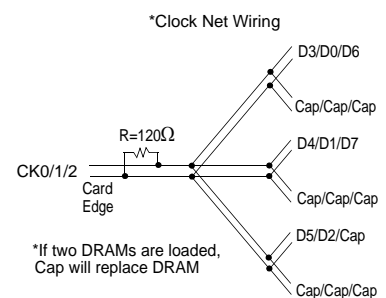 *Clock Net Wiring
D3/D0/D6
Cap/Cap/Cap
R=120Ω
D4/D1/D7
CK0/1/2
Card
Edge
Cap/Cap/Cap
D5/D2/Cap
*If two DRAMs are loaded,
Cap will replace DRAM
Cap/Cap/Cap